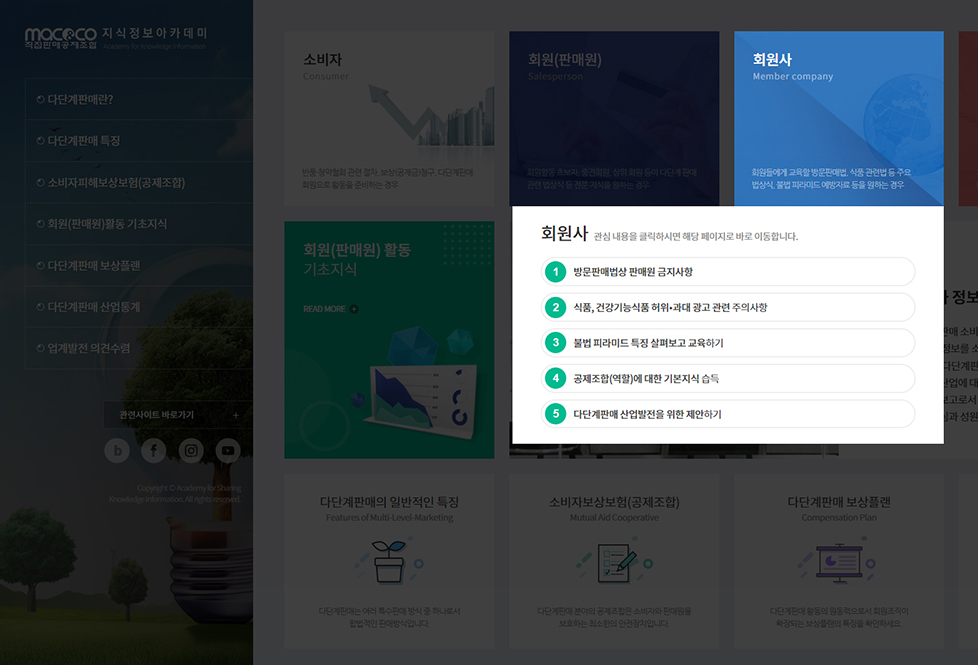 macco 지식정보아카데미
직접판매공제조합 Academy for Knowledge Information
다단계판매란?
다단계판매 특징
소비자피해보상보험(공제조합)
회원(판매원)활동 기초지식
다단계판매 보상플랜
다단계판매 산업통계
업계발전 의견수렴
관련사이트 바로가기 +
Copyright © Academy for Sharing
Knowledge Information. All rights reserved.
소비자
Consumer
반품·청약철회 관련 절차, 보상(공제금)청구, 다단계판매
회원으로 활동을 준비하는 경우
회원(판매원)
Salesperson
회원활동 초보자, 중견회원, 상위 회원 등이 다단계 판매
관련 법상식 등 전문 지식을 원하는 경우
회원사
Member company
회원들에게 교육할 방문판매법, 식품 관련법 등 주요
법상식, 불법 피라미드 예방자료 등을 원하는 경우
회원사 관심 내용을 클릭하시면 해당 페이지로 바로 이동합니다.
1 방문판매법상 판매원 금지사항
2 식품, 건강기능식품 허위•과대 광고 관련 주의사항
3 불법 피라미드 특징 살펴보고 교육하기
4 공제조합(역할)에 대한 기본지식 습득
5 다단계판매 산업발전을 위한 제안하기
회원(판매원) 활동
기초지식
READ MORE
다단계판매의 일반적인 특징
Features of Multi-Level-Marketing
다단계판매는 여러 특수판매 방식 중 하나로서
합법적인 판매방식입니다.
소비자보상보험(공제조합)
Mutual Aid Cooperative
다단계판매 분야의 공제조합은 소비자와 판매원을
보호하는 최소한의 안전장치입니다.
다단계판매 보상플랜
Compensation Plan
다단계판매 활동의 원동력으로서 회원조직이
확장되는 보상플랜의 특징을 확인하세요.